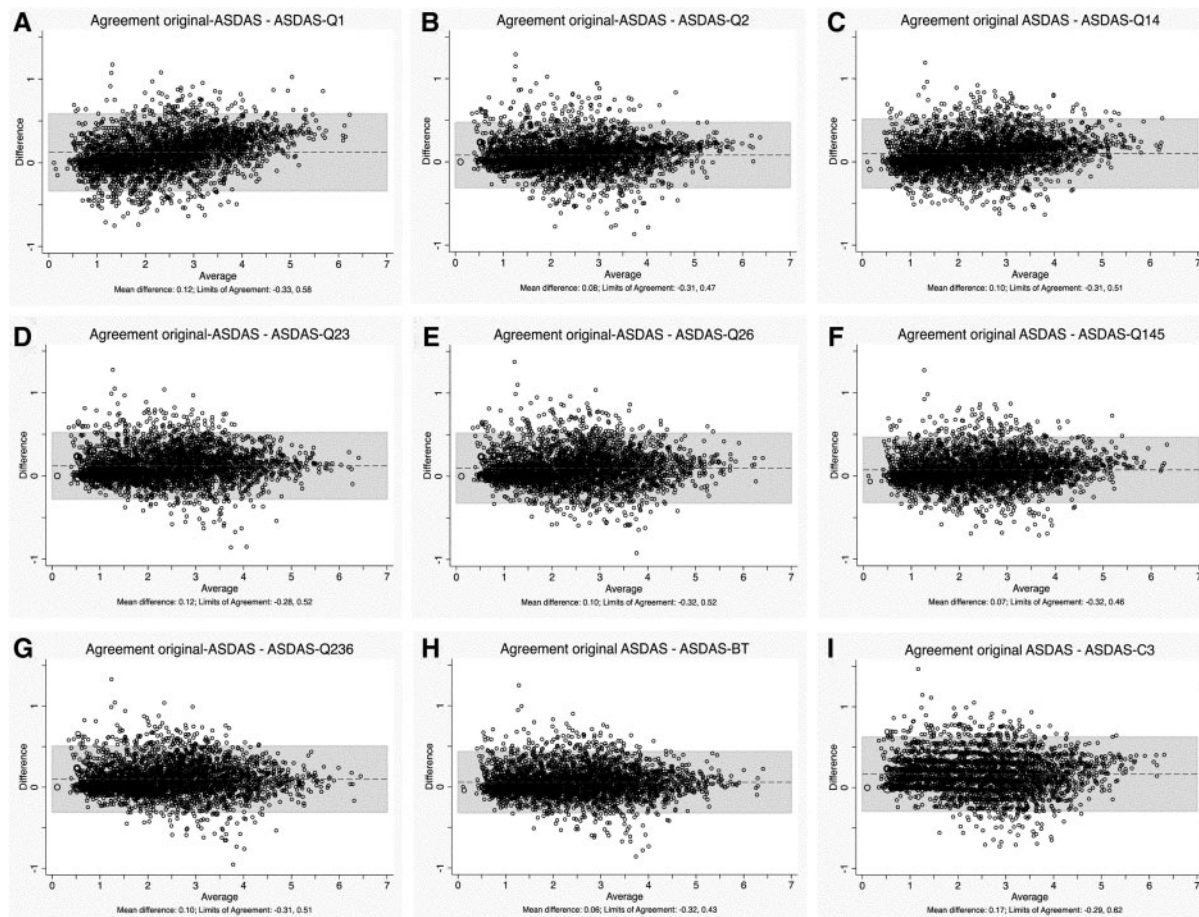 A Agreement original-ASDAS - ASDAS-Q1
Difference
1
0
-1
0 1 2 3 4 5 6 7
Average
Mean difference: 0.12; Limits of Agreement: -0.33, 0.58
B Agreement original-ASDAS - ASDAS-Q2
Difference
1
0
-1
0 1 2 3 4 5 6 7
Average
Mean difference: 0.08; Limits of Agreement: -0.31, 0.47
C Agreement original ASDAS - ASDAS-Q14
Difference
1
0
-1
0 1 2 3 4 5 6 7
Average
Mean difference: 0.10; Limits of Agreement: -0.31, 0.51
D Agreement original-ASDAS - ASDAS-Q23
Difference
1
0
-1
0 1 2 3 4 5 6 7
Average
Mean difference: 0.12; Limits of Agreement: -0.28, 0.52
E Agreement original-ASDAS - ASDAS-Q26
Difference
1
0
-1
0 1 2 3 4 5 6 7
Average
Mean difference: 0.10; Limits of Agreement: -0.32, 0.52
F Agreement original ASDAS - ASDAS-Q145
Difference
1
0
-1
0 1 2 3 4 5 6 7
Average
Mean difference: 0.07; Limits of Agreement: -0.32, 0.46
G Agreement original-ASDAS - ASDAS-Q236
Difference
1
0
-1
0 1 2 3 4 5 6 7
Average
Mean difference: 0.10; Limits of Agreement: -0.31, 0.51
H Agreement original ASDAS - ASDAS-BT
Difference
1
0
-1
0 1 2 3 4 5 6 7
Average
Mean difference: 0.06; Limits of Agreement: -0.32, 0.43
I Agreement original ASDAS - ASDAS-C3
Difference
1
0
-1
0 1 2 3 4 5 6 7
Average
Mean difference: 0.17; Limits of Agreement: -0.29, 0.62